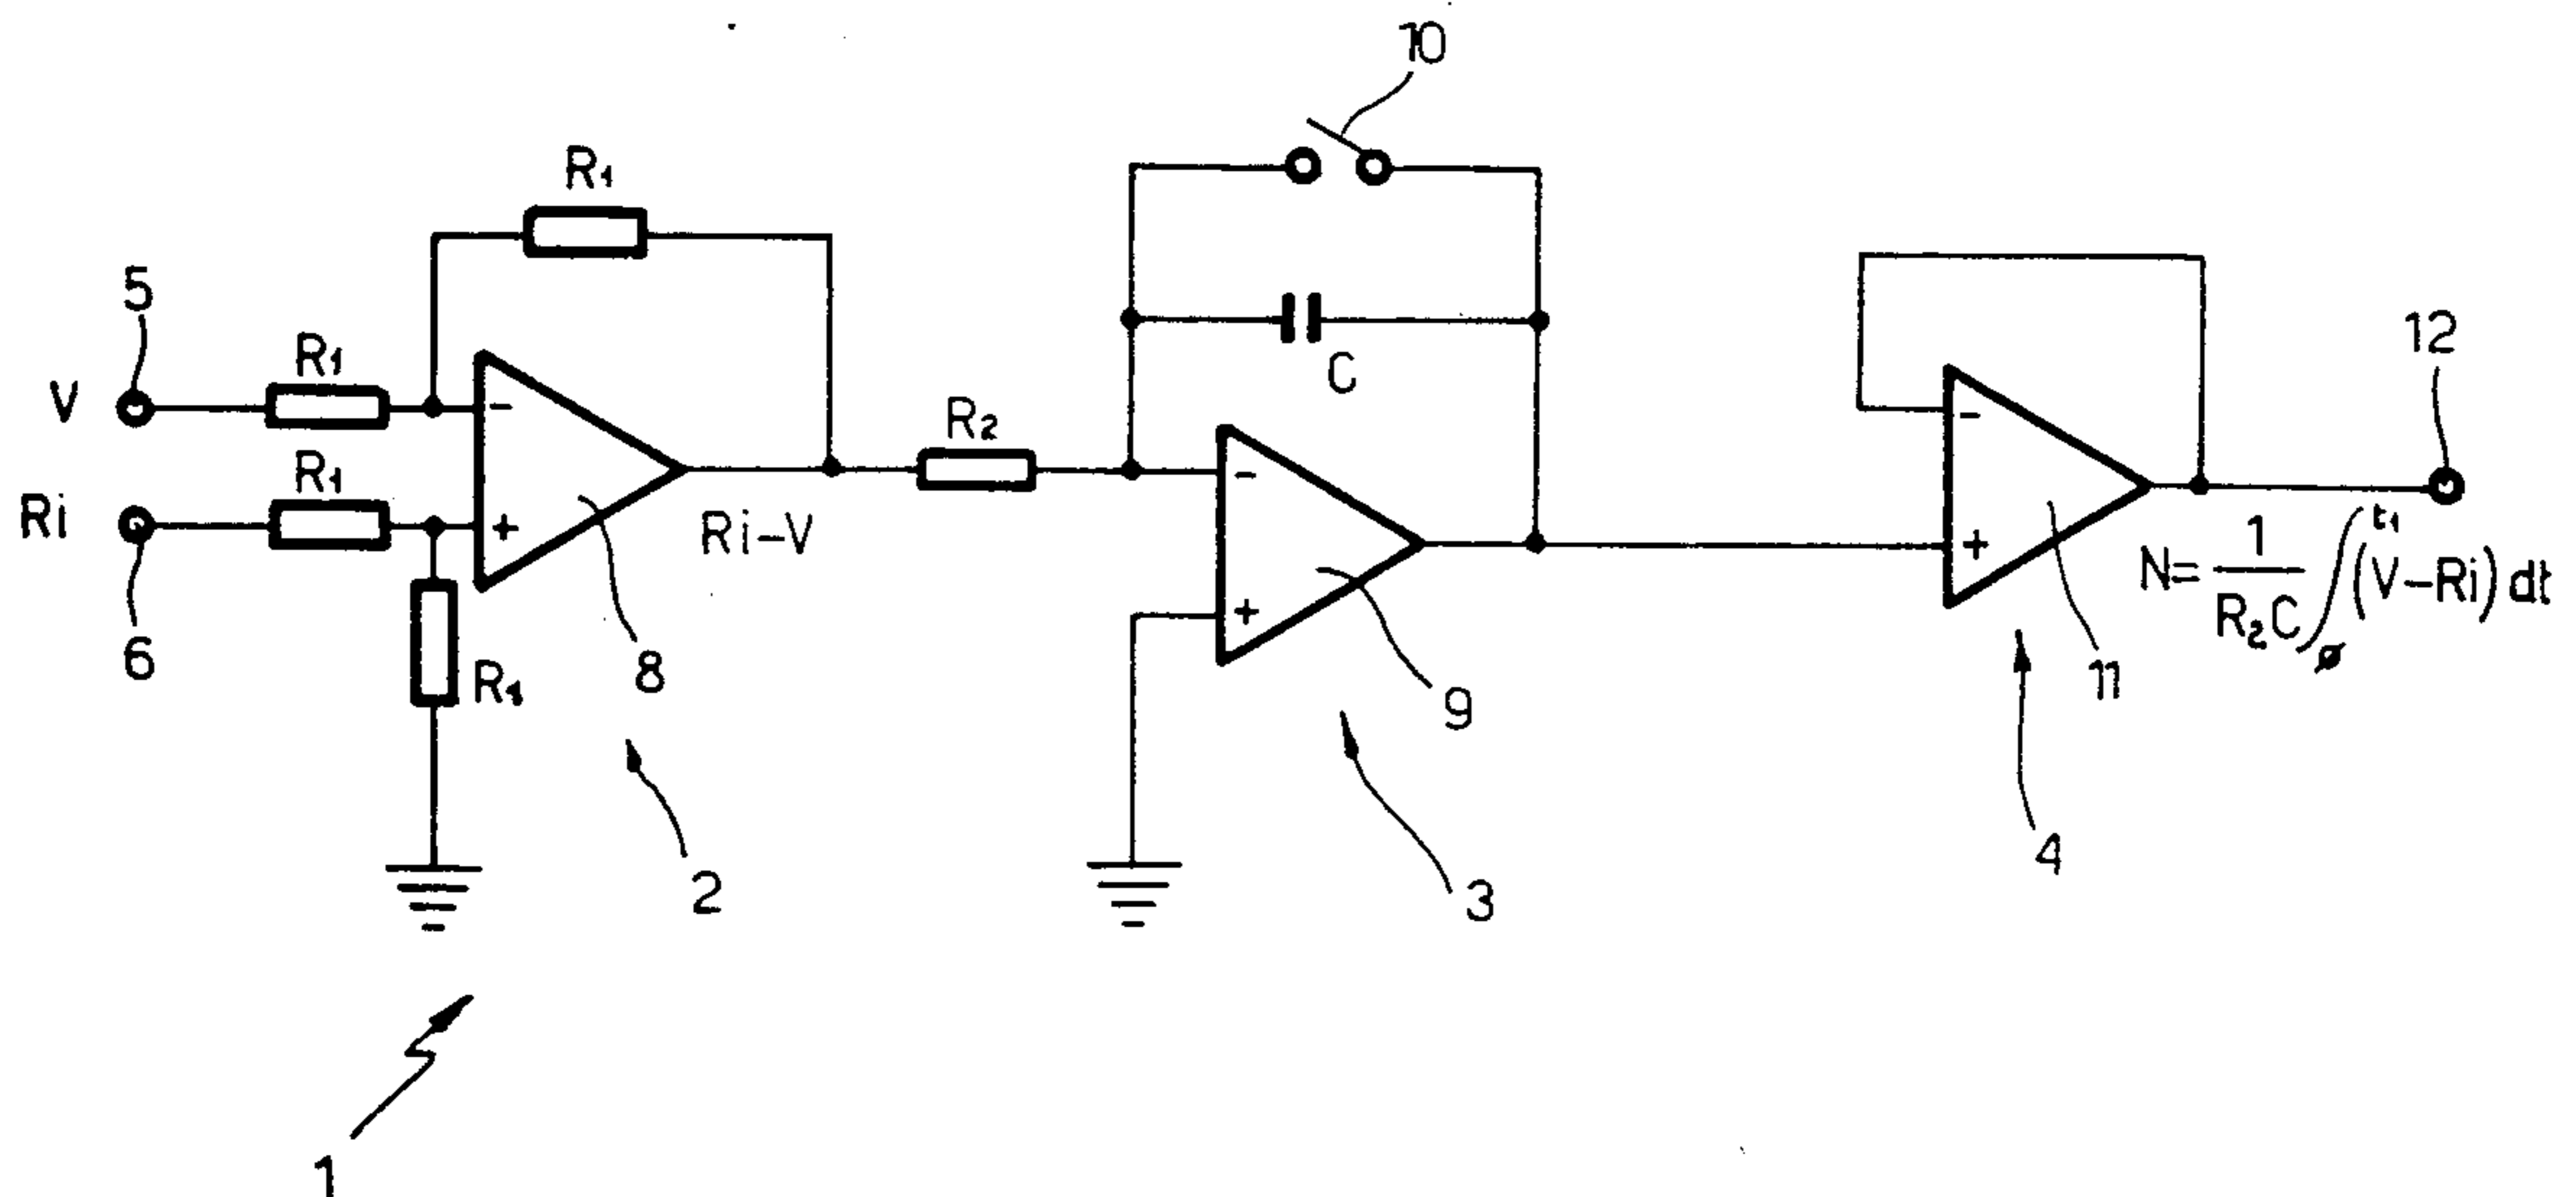 10
R1
5
R1
V
R1
Ri
6
R1
8
Ri-V
2
R2
C
-
+
-
+
9
3
-
+
11
4
12
N= 1/R2C ∫ø t1 (V-Ri) dt
1